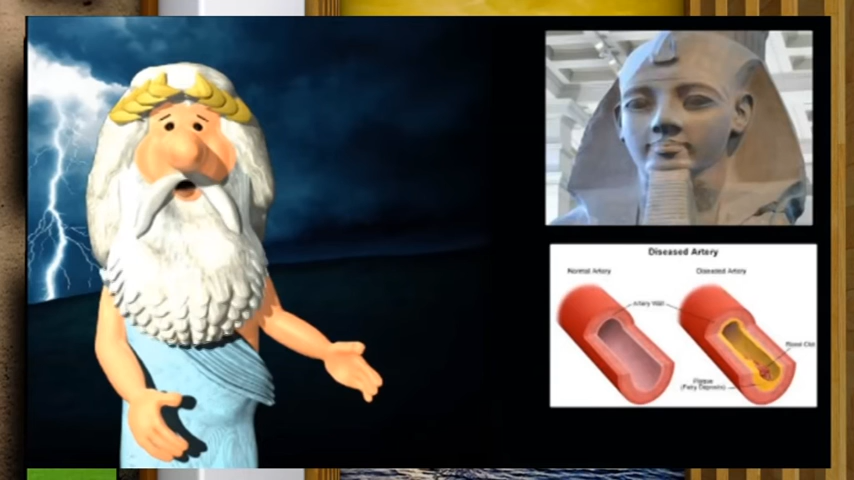 Diseased Artery
Normal Artery
Diseased Artery
Artery Wall
Blood Clot
Plaque
(Fatty Deposits)